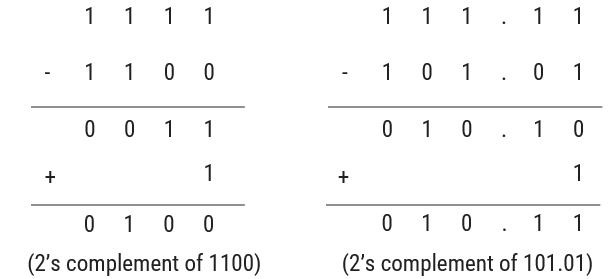 1 1 1 1
- 1 1 0 0
0 0 1 1
+ 1
0 1 0 0
(2's complement of 1100)
1 1 1 . 1 1
- 1 0 1 . 0 1
0 1 0 . 1 0
+ 1
0 1 0 . 1 1
(2's complement of 101.01)